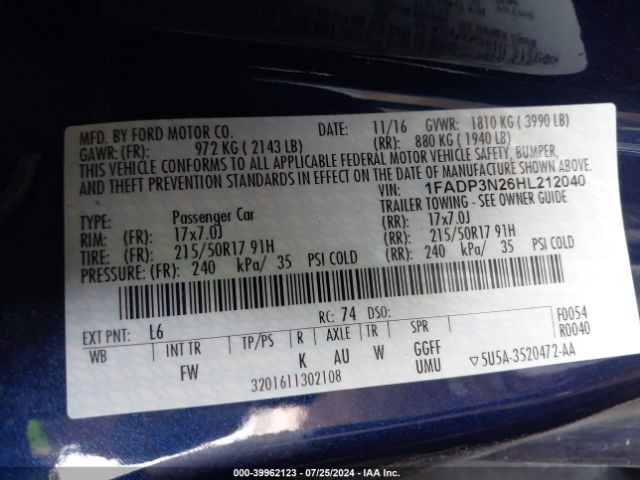 MFD. BY FORD MOTOR CO. DATE: 11/16 GVWR: 1810 KG ( 3990 LB)
GAWR: (FR): 972 KG ( 2143 LB) (RR): 880 KG ( 1940 LB)
THIS VEHICLE CONFORMS TO ALL APPLICABLE FEDERAL MOTOR VEHICLE SAFETY, BUMPER,
AND THEFT PREVENTION STANDARDS IN EFFECT ON THE DATE OF MANUFACTURE SHOWN ABOVE.
VIN: 1FADP3N26HL212040
TYPE: Passenger Car TRAILER TOWING - SEE OWNER GUIDE
RIM: (FR): 17x7.0J (RR): 17x7.0J
TIRE: (FR): 215/50R17 91H (RR): 215/50R17 91H
PRESSURE: (FR): 240 kPa/ 35 PSI COLD (RR): 240 kPa/ 35 PSI COLD
EXT PNT: L6 RC: 74 DSO: F0054
WB INT TR TP/PS R AXLE TR SPR R0040
FW K AU W GGFF
UMU ▽5U5A-3520472-AA
3201611302108
000-39962123 - 07/25/2024 - IAA Inc.